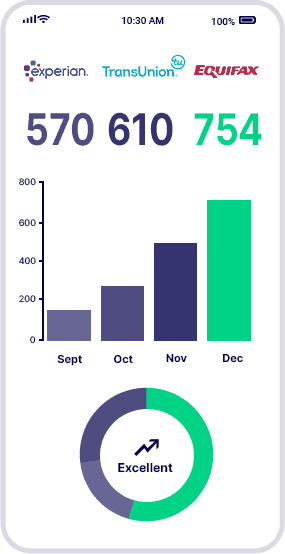 10:30 AM 100%
experian. TransUnion. tu EQUIFAX
570 610 754
800
600
400
200
0
Sept Oct Nov Dec
Excellent